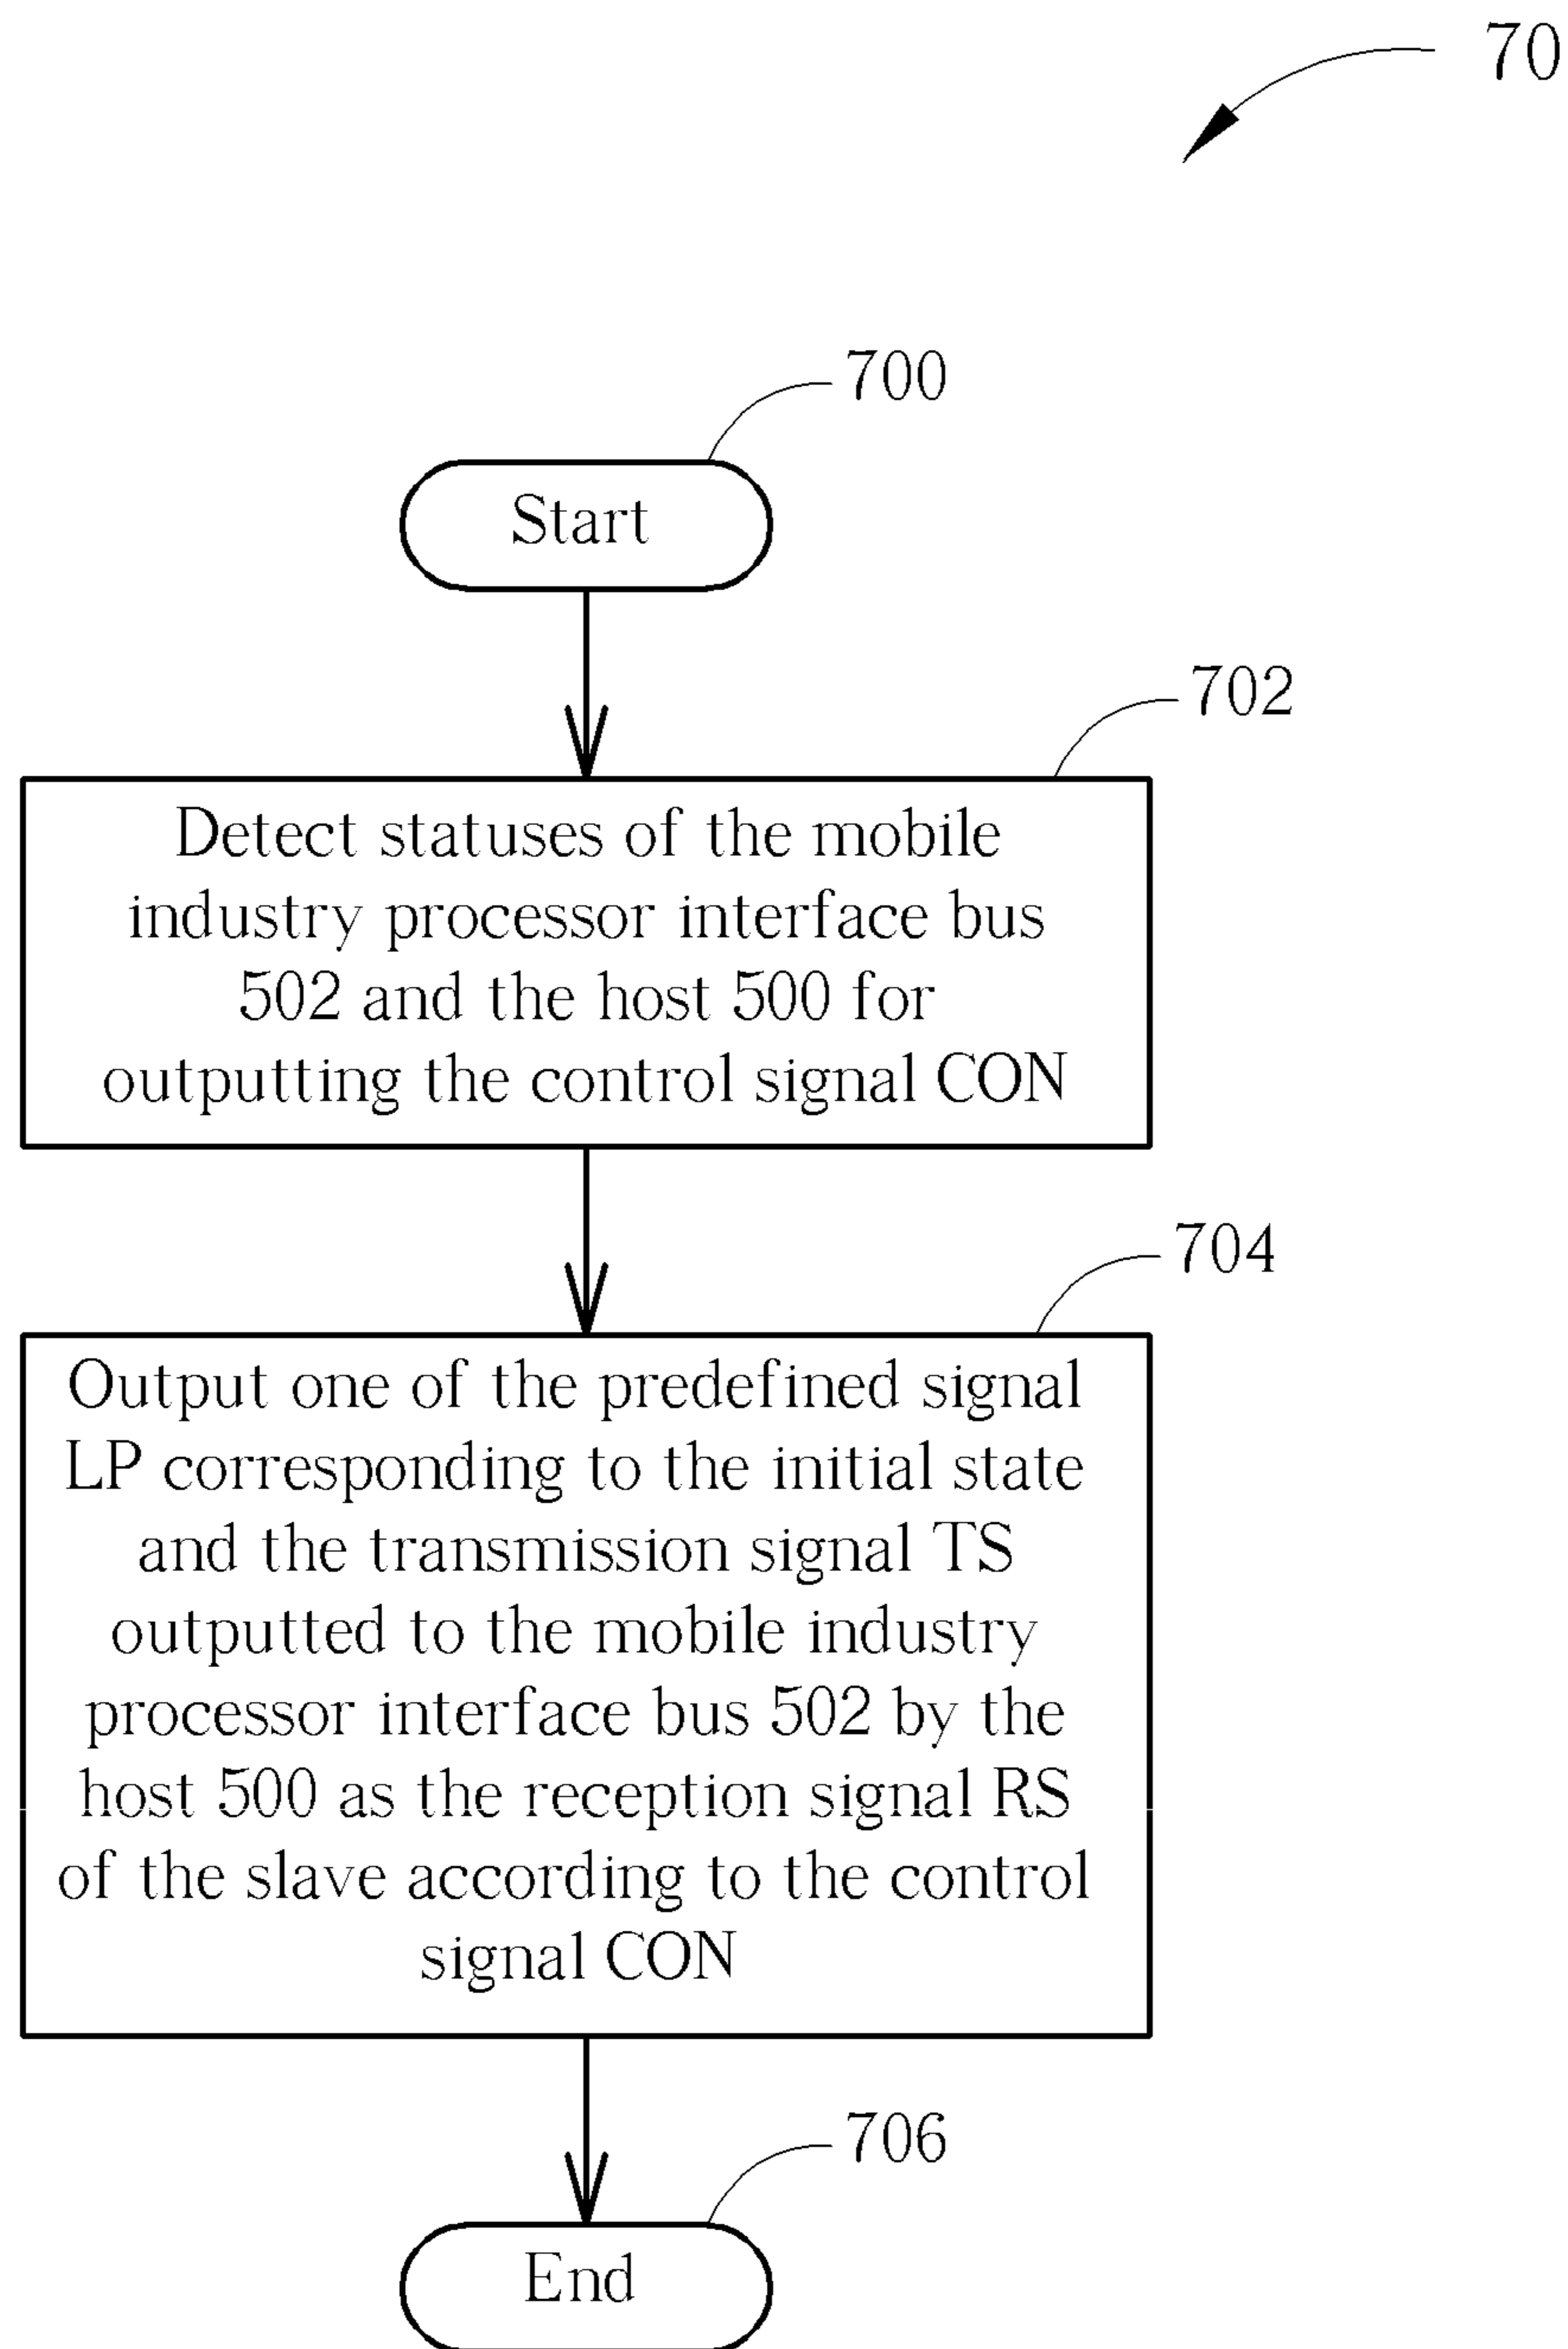 70
700
Start
702
Detect statuses of the mobile
industry processor interface bus
502 and the host 500 for
outputting the control signal CON
704
Output one of the predefined signal
LP corresponding to the initial state
and the transmission signal TS
outputted to the mobile industry
processor interface bus 502 by the
host 500 as the reception signal RS
of the slave according to the control
signal CON
706
End